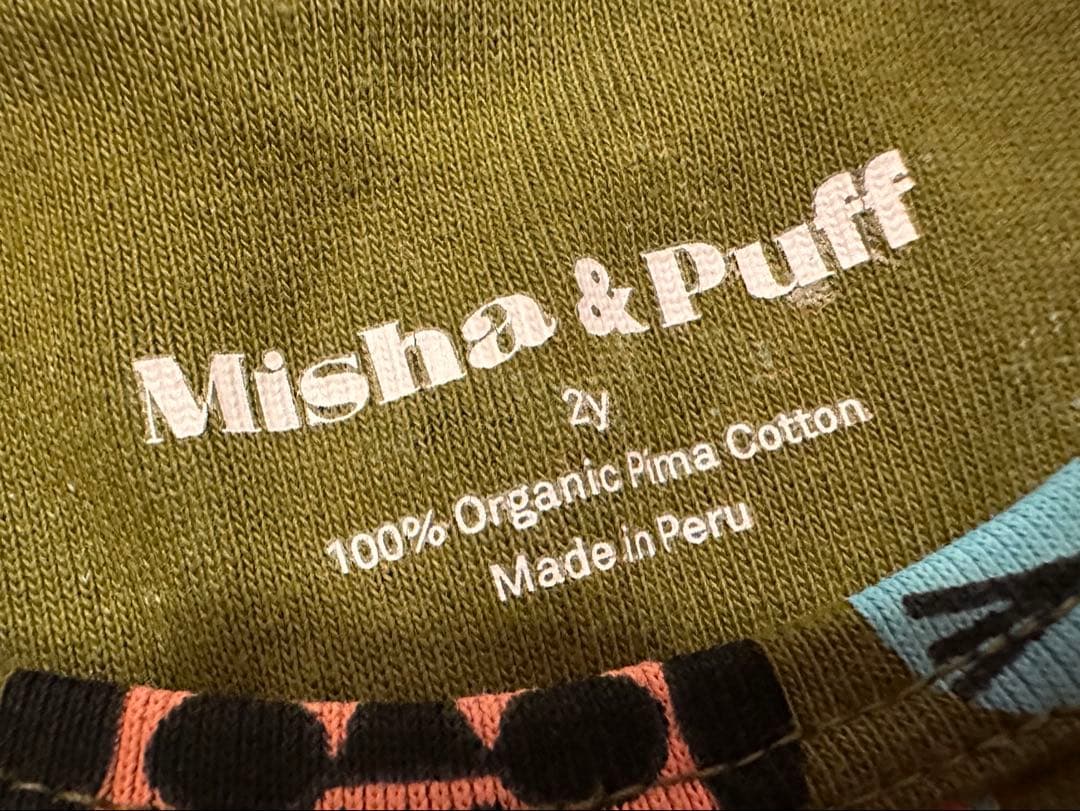 Misha & Puff
2y
100% Organic Pima Cotton
Made in Peru